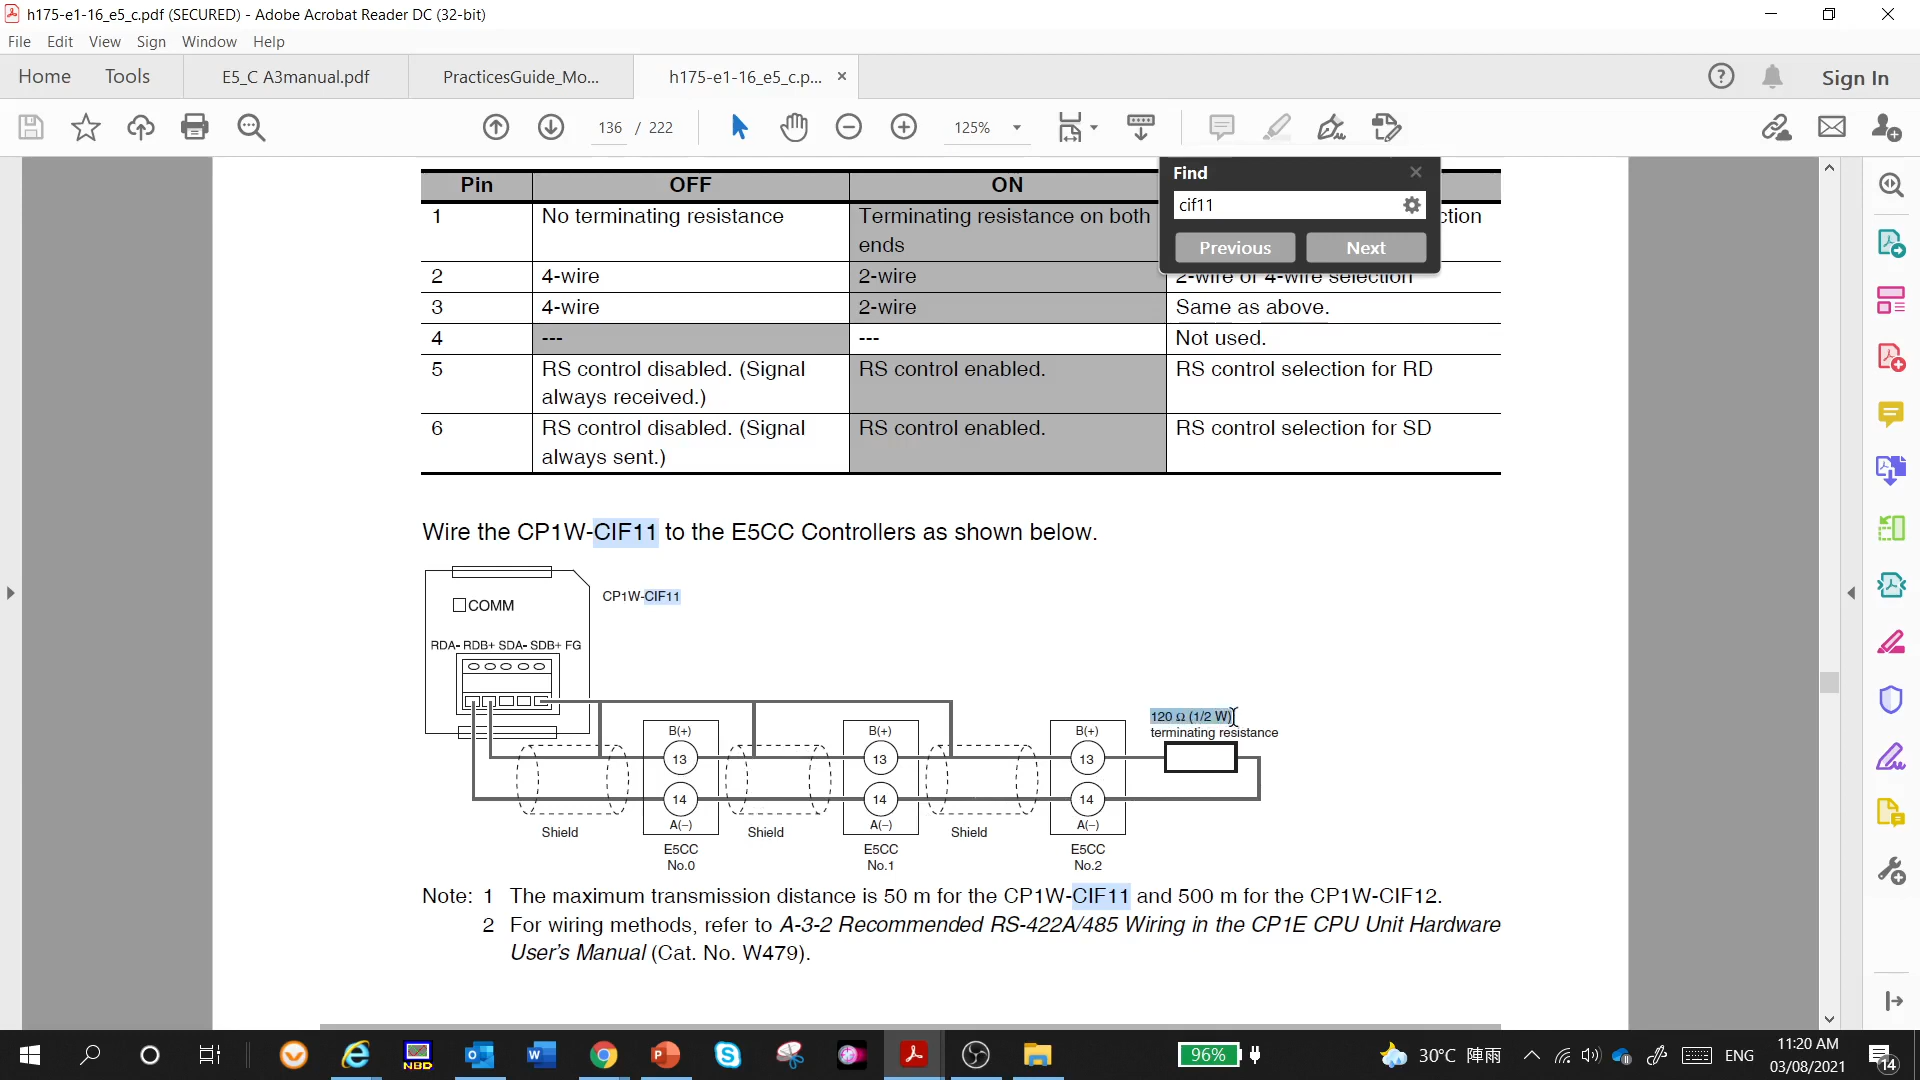 h175-e1-16_e5_c.pdf (SECURED) - Adobe Acrobat Reader DC (32-bit)
File Edit View Sign Window Help
Home Tools E5_C A3manual.pdf PracticesGuide_Mo... h175-e1-16_e5_c.p... Sign In
136 / 222 125%
Find
cif11
Previous Next
Pin OFF ON
1 No terminating resistance Terminating resistance on both ction
ends
2 4-wire 2-wire 2-wire or 4-wire selection
3 4-wire 2-wire Same as above.
4 --- --- Not used.
5 RS control disabled. (Signal RS control enabled. RS control selection for RD
always received.)
6 RS control disabled. (Signal RS control enabled. RS control selection for SD
always sent.)
Wire the CP1W-CIF11 to the E5CC Controllers as shown below.
CP1W-CIF11
COMM
RDA- RDB+ SDA- SDB+ FG
120 Ω (1/2 W)
terminating resistance
B(+) B(+) B(+)
13 13 13
14 14 14
A(−) A(−) A(−)
Shield Shield Shield
E5CC E5CC E5CC
No.0 No.1 No.2
Note: 1 The maximum transmission distance is 50 m for the CP1W-CIF11 and 500 m for the CP1W-CIF12.
2 For wiring methods, refer to A-3-2 Recommended RS-422A/485 Wiring in the CP1E CPU Unit Hardware
User's Manual (Cat. No. W479).
NBD
96% 30°C 陣雨 ENG
11:20 AM
03/08/2021
14